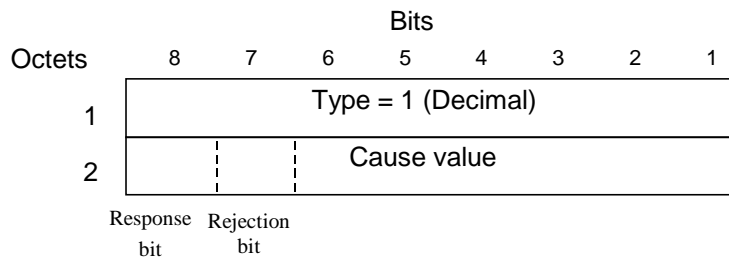 Bits
Octets 8 7 6 5 4 3 2 1
1 Type = 1 (Decimal)
2 Cause value
Response Rejection
bit bit